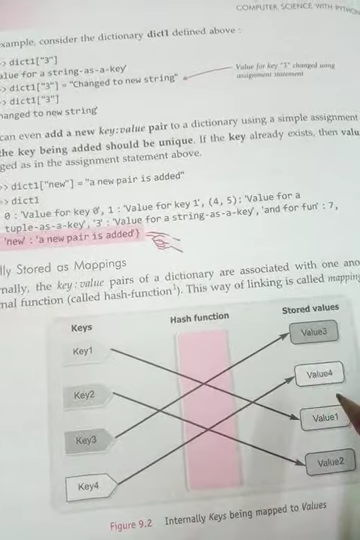 COMPUTER SCIENCE WITH PYTHON
xample, consider the dictionary dict1 defined above :
> dict1["3"]
alue for a string-as-a-key'
> dict1["3"] = "Changed to new string"
Value for key "3" changed using
assignment statement
> dict1["3"]
hanged to new string'
can even add a new key:value pair to a dictionary using a simple assignment
the key being added should be unique. If the key already exists, then valu
ged as in the assignment statement above.
> dict1["new"] = "a new pair is added"
> dict1
0 : 'Value for key 0', 1 : 'Value for key 1', (4, 5) : 'Value for a
tuple-as-a-key', '3' : 'Value for a string-as-a-key', 'and for fun' : 7,
'new' : 'a new pair is added'}
lly Stored as Mappings
nally, the key : value pairs of a dictionary are associated with one ano
nal function (called hash-function¹). This way of linking is called mapping
Keys
Hash function
Stored values
Key1
Key2
Key3
Key4
Value3
Value4
Value1
Value2
Figure 9.2 Internally Keys being mapped to Values